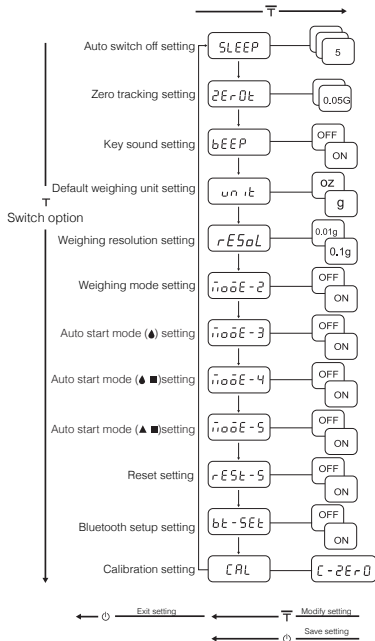 T
Auto switch off setting SLEEP 5
Zero tracking setting ZEr0t 0.05G
Key sound setting bEEP OFF ON
Default weighing unit setting unit oz g
T
Switch option
Weighing resolution setting rESoL 0.01g 0.1g
Weighing mode setting modE-2 OFF ON
Auto start mode (💧) setting modE-3 OFF ON
Auto start mode (💧 ■)setting modE-4 OFF ON
Auto start mode (▲ ■)setting modE-5 OFF ON
Reset setting rESt-S OFF ON
Bluetooth setup setting bt-SEt OFF ON
Calibration setting CAL C-ZEr0
Exit setting T Modify setting
Save setting